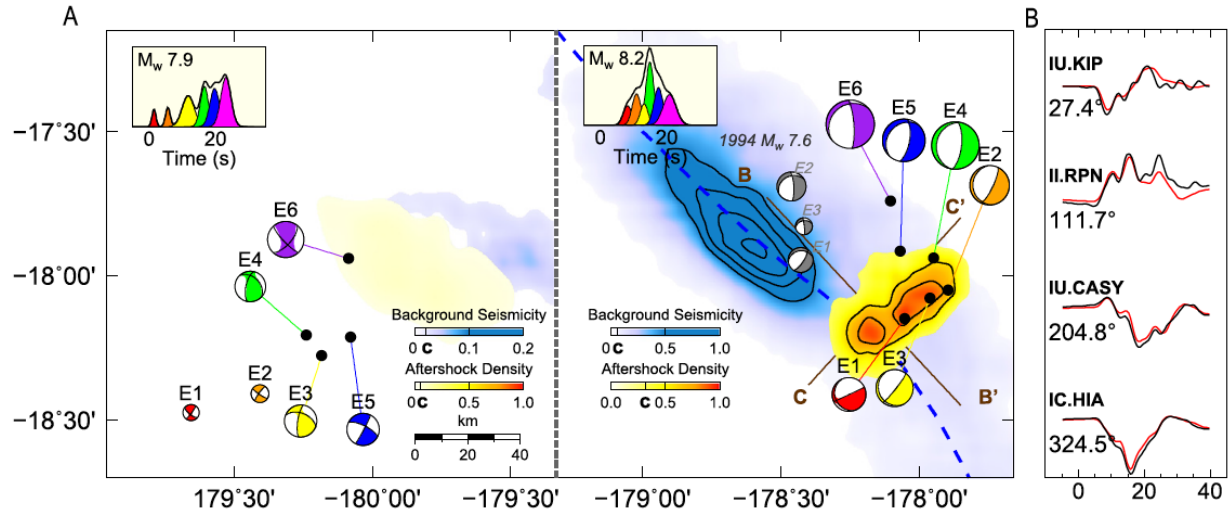 A
B
M_w 7.9
0 20
Time (s)
M_w 8.2
0 20
Time (s)
1994 M_w 7.6
−17˚30'
−18˚00'
−18˚30'
E6
E4
E1
E2
E3
E5
B
E2
E3
E1
E6
E5
E4
E2
C'
E1
E3
C
B'
Background Seismicity
0 C 0.1 0.2
Aftershock Density
0 C 0.5 1.0
km
0 20 40
Background Seismicity
0 C 0.5 1.0
Aftershock Density
0.0 C 0.5 1.0
179˚30'
−180˚00'
−179˚30'
−179˚00'
−178˚30'
−178˚00'
IU.KIP
27.4°
II.RPN
111.7°
IU.CASY
204.8°
IC.HIA
324.5°
0 20 40